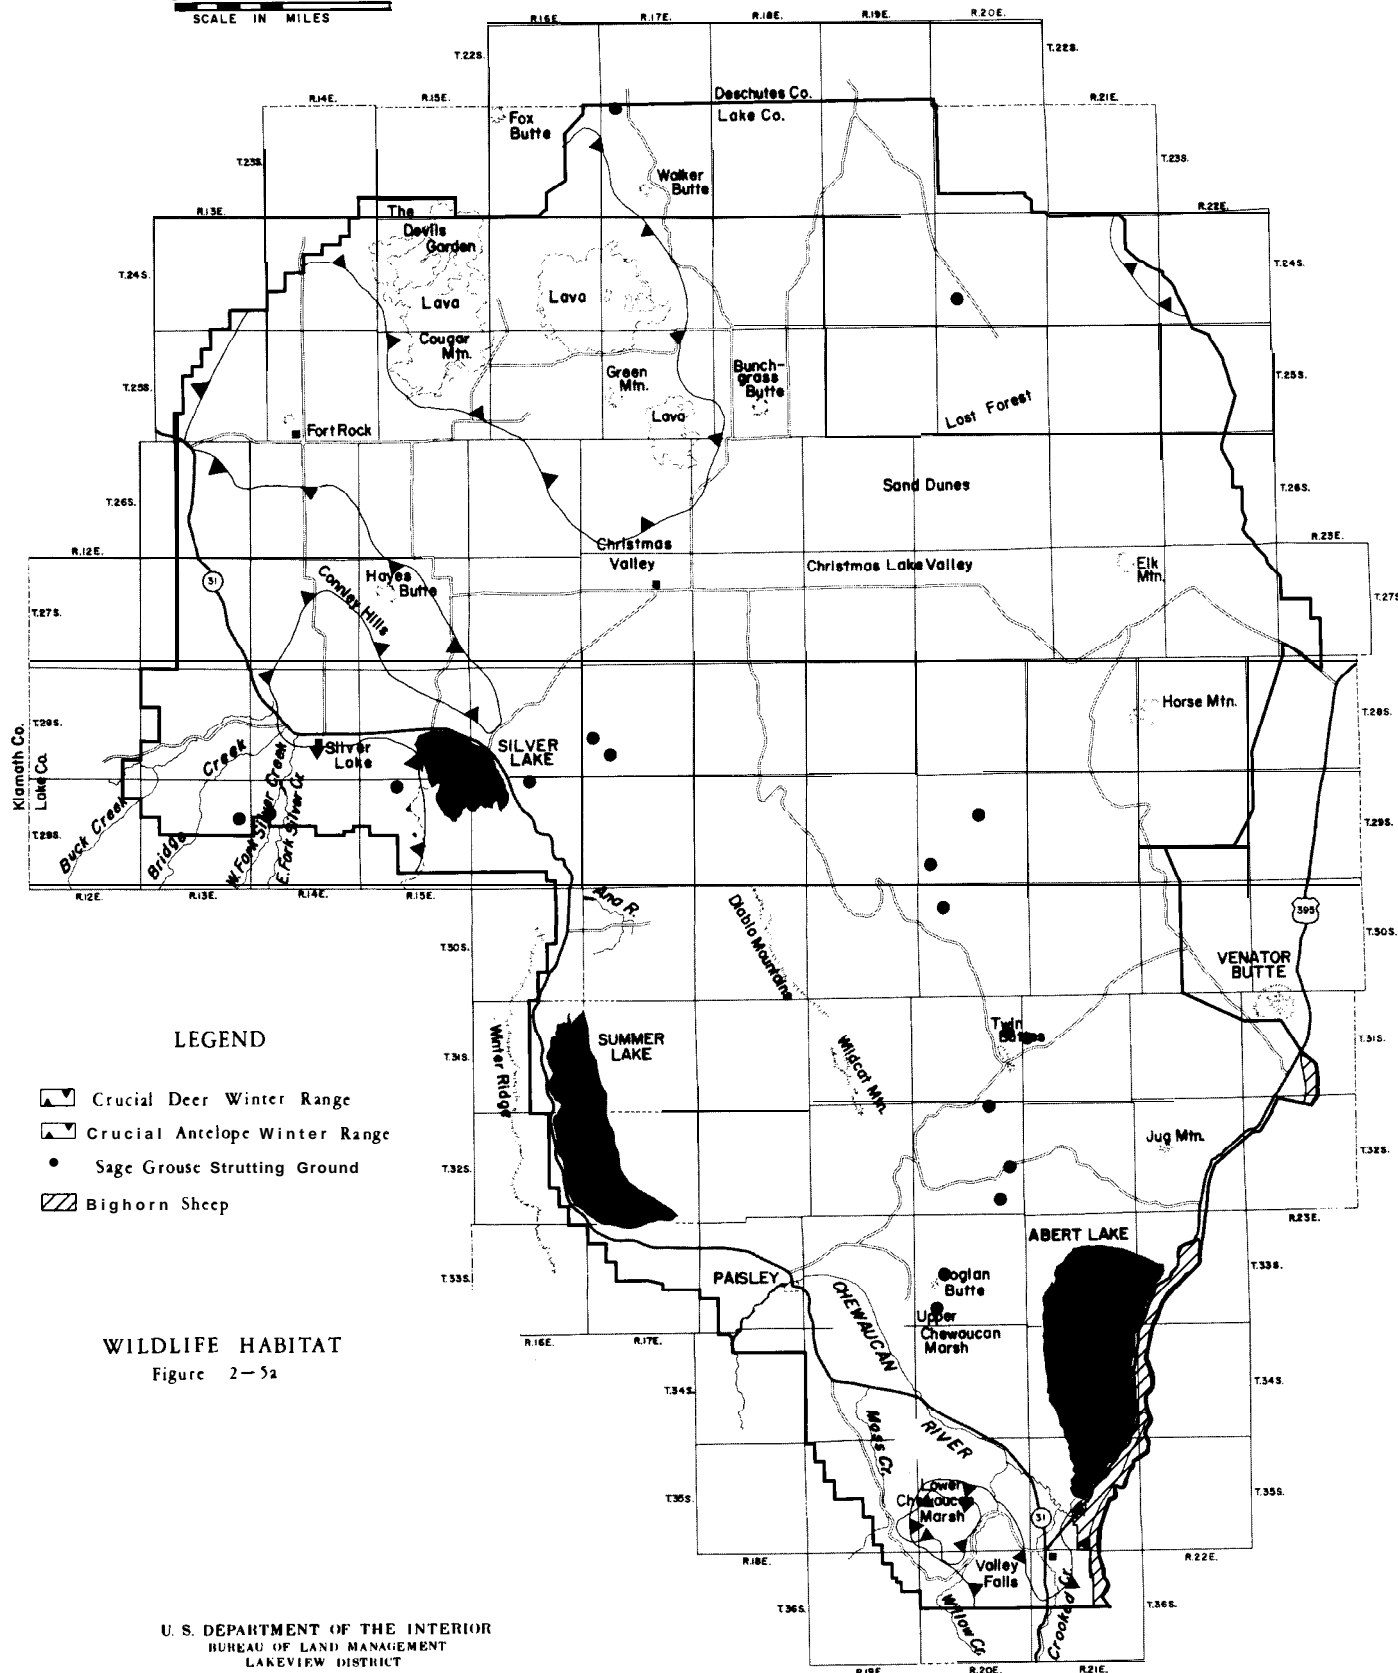 SCALE IN MILES
R.16E.
R.17E.
R.18E.
R.19E.
R.20E.
T.22S.
T.22S.
R.14E.
R.15E.
Deschutes Co.
Lake Co.
R.21E.
Fox
Butte
T.23S.
T.23S.
Walker
Butte
R.13E.
The
Devils
Garden
R.22E.
T.24S.
T.24S.
Lava
Lava
Cougar
Mtn.
T.25S.
Green
Mtn.
Bunch-
grass
Butte
T.25S.
Lava
Lost Forest
Fort Rock
T.26S.
Sand Dunes
T.26S.
R.12E.
Christmas
Valley
Christmas Lake Valley
R.23E.
Elk
Mtn.
31
Connley Hills
Hayes
Butte
T.27S.
T.27S.
Horse Mtn.
T.28S.
T.28S.
Klamath Co.
Lake Co.
Silver
Lake
SILVER
LAKE
Buck Creek
Bridge
Creek
W. Fork Silver Creek
E. Fork Silver Cr.
T.29S.
T.29S.
R.12E.
R.13E.
R.14E.
R.15E.
Ana R.
Diablo Mountains
395
T.30S.
T.30S.
VENATOR
BUTTE
LEGEND
Winter Ridge
SUMMER
LAKE
Twin
Buttes
T.31S.
T.31S.
Wildcat Mtn.
Crucial Deer Winter Range
Crucial Antelope Winter Range
Sage Grouse Strutting Ground
Bighorn Sheep
Jug Mtn.
T.32S.
T.32S.
R.23E.
ABERT LAKE
T.33S.
T.33S.
PAISLEY
Coglan
Butte
CHEWAUCAN
RIVER
Upper
Chewaucan
Marsh
R.16E.
R.17E.
WILDLIFE HABITAT
Figure 2-5a
T.34S.
T.34S.
Moss Cr.
Lower
Chewaucan
Marsh
T.35S.
T.35S.
31
R.18E.
R.22E.
Valley
Falls
T.36S.
T.36S.
Willow Cr.
Crooked Cr.
U. S. DEPARTMENT OF THE INTERIOR
BUREAU OF LAND MANAGEMENT
LAKEVIEW DISTRICT
R.19E.
R.20E.
R.21E.